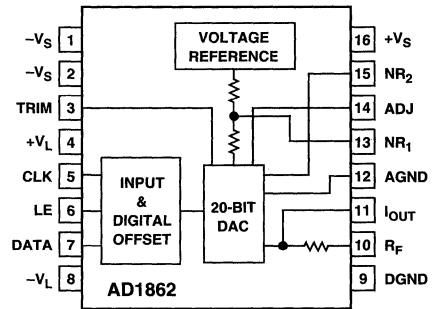 –VS 1
–VS 2
TRIM 3
+VL 4
CLK 5
LE 6
DATA 7
–VL 8
VOLTAGE
REFERENCE
INPUT
&
DIGITAL
OFFSET
20-BIT
DAC
AD1862
16 +VS
15 NR2
14 ADJ
13 NR1
12 AGND
11 IOUT
10 RF
9 DGND